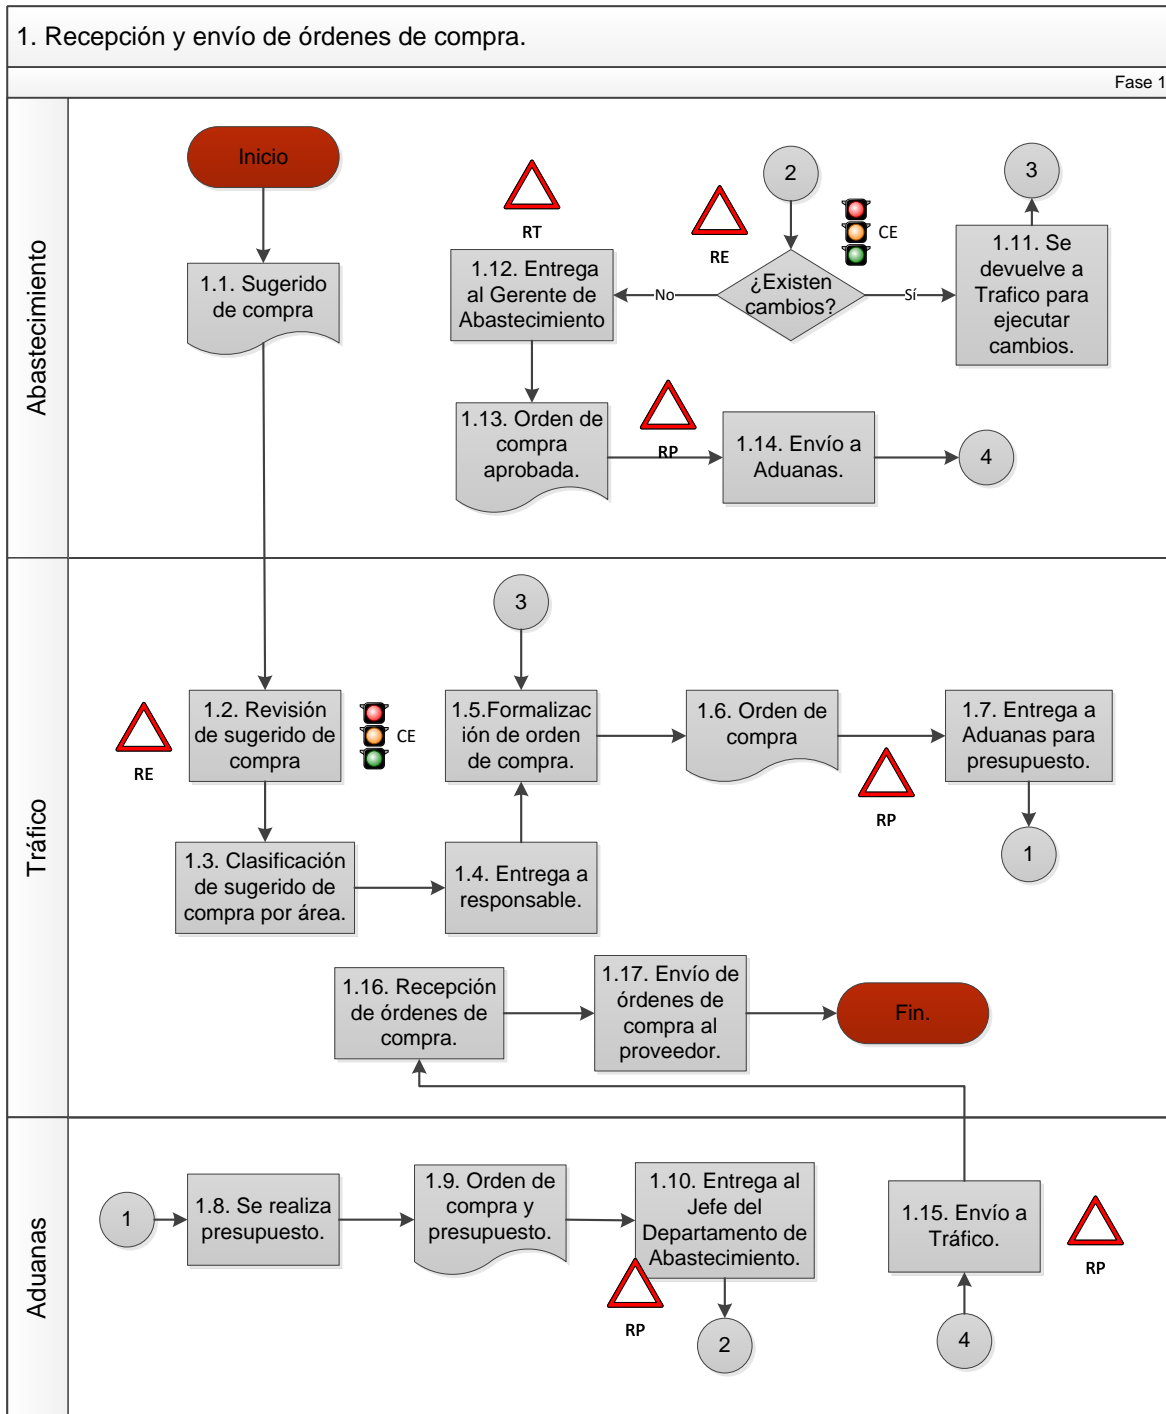 1. Recepción y envío de órdenes de compra.
Fase 1
Abastecimiento
Inicio
1.1. Sugerido
de compra
RT
1.12. Entrega
al Gerente de
Abastecimiento
RE
2
CE
¿Existen
cambios?
No
Sí
3
1.11. Se
devuelve a
Trafico para
ejecutar
cambios.
1.13. Orden de
compra
aprobada.
RP
1.14. Envío a
Aduanas.
4
Tráfico
3
RE
1.2. Revisión
de sugerido de
compra
CE
1.5.Formalizac
ión de orden
de compra.
1.6. Orden de
compra
RP
1.7. Entrega a
Aduanas para
presupuesto.
1
1.3. Clasificación
de sugerido de
compra por área.
1.4. Entrega a
responsable.
1.16. Recepción
de órdenes de
compra.
1.17. Envío de
órdenes de
compra al
proveedor.
Fin.
Aduanas
1
1.8. Se realiza
presupuesto.
1.9. Orden de
compra y
presupuesto.
1.10. Entrega al
Jefe del
Departamento de
Abastecimiento.
RP
2
1.15. Envío a
Tráfico.
RP
4